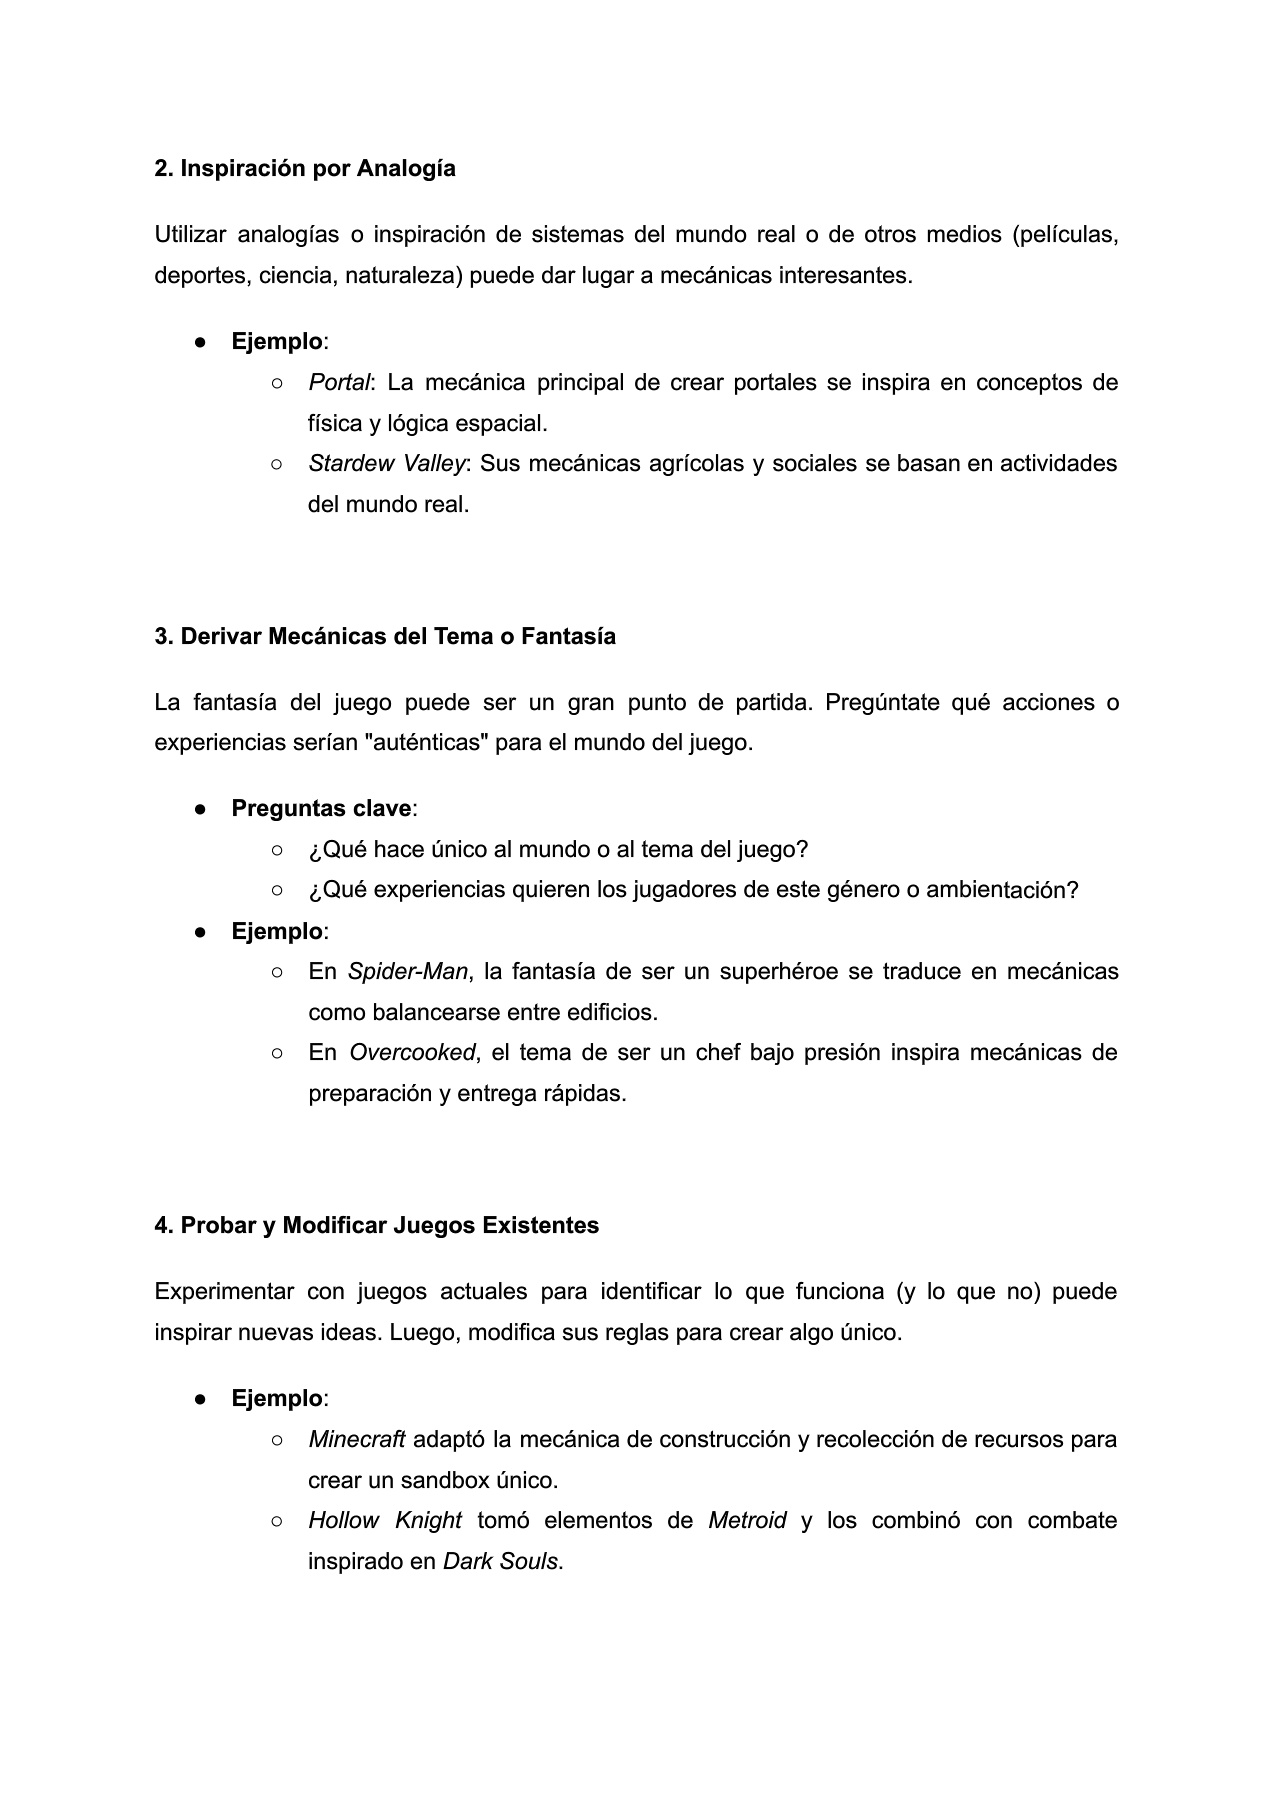 2. Inspiración por Analogía
Utilizar analogías o inspiración de sistemas del mundo real o de otros medios (películas,
deportes, ciencia, naturaleza) puede dar lugar a mecánicas interesantes.
● Ejemplo:
○ Portal: La mecánica principal de crear portales se inspira en conceptos de
física y lógica espacial.
○ Stardew Valley: Sus mecánicas agrícolas y sociales se basan en actividades
del mundo real.
3. Derivar Mecánicas del Tema o Fantasía
La fantasía del juego puede ser un gran punto de partida. Pregúntate qué acciones o
experiencias serían "auténticas" para el mundo del juego.
● Preguntas clave:
○ ¿Qué hace único al mundo o al tema del juego?
○ ¿Qué experiencias quieren los jugadores de este género o ambientación?
● Ejemplo:
○ En Spider-Man, la fantasía de ser un superhéroe se traduce en mecánicas
como balancearse entre edificios.
○ En Overcooked, el tema de ser un chef bajo presión inspira mecánicas de
preparación y entrega rápidas.
4. Probar y Modificar Juegos Existentes
Experimentar con juegos actuales para identificar lo que funciona (y lo que no) puede
inspirar nuevas ideas. Luego, modifica sus reglas para crear algo único.
● Ejemplo:
○ Minecraft adaptó la mecánica de construcción y recolección de recursos para
crear un sandbox único.
○ Hollow Knight tomó elementos de Metroid y los combinó con combate
inspirado en Dark Souls.